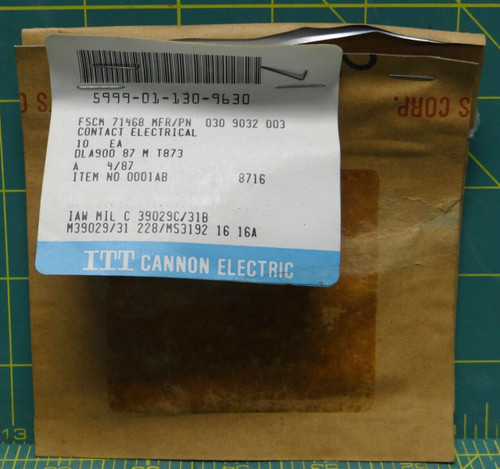 5999-01-130-9630
FSCM 71468 MFR/PN 030 9032 003
CONTACT ELECTRICAL
10 EA
DLA900 87 M T873
A 4/87
ITEM NO 0001AB 8716
IAW MIL C 39029C/31B
M39029/31 228/MS3192 16 16A
ITT CANNON ELECTRIC
S CORP.
13